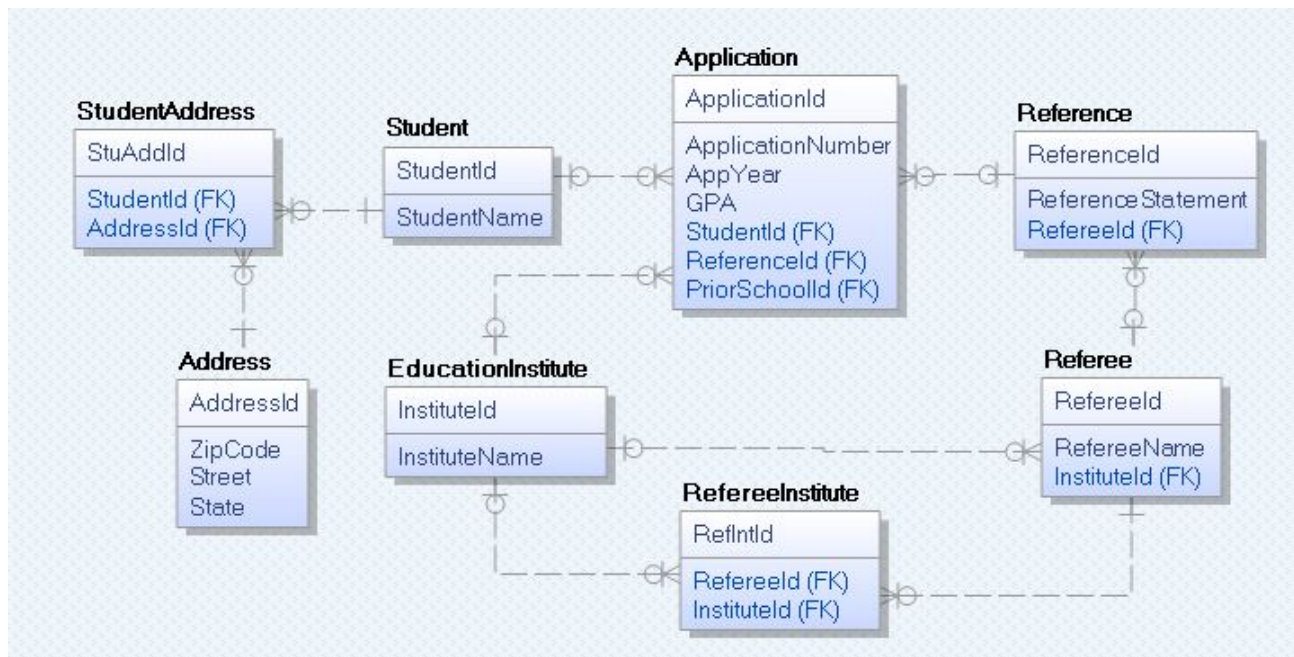 Application
ApplicationId
ApplicationNumber
AppYear
GPA
StudentId (FK)
ReferenceId (FK)
PriorSchoolId (FK)
StudentAddress
StuAddId
StudentId (FK)
AddressId (FK)
Student
StudentId
StudentName
Reference
ReferenceId
ReferenceStatement
RefereeId (FK)
Address
AddressId
ZipCode
Street
State
EducationInstitute
InstituteId
InstituteName
Referee
RefereeId
RefereeName
InstituteId (FK)
RefereeInstitute
RefIntId
RefereeId (FK)
InstituteId (FK)